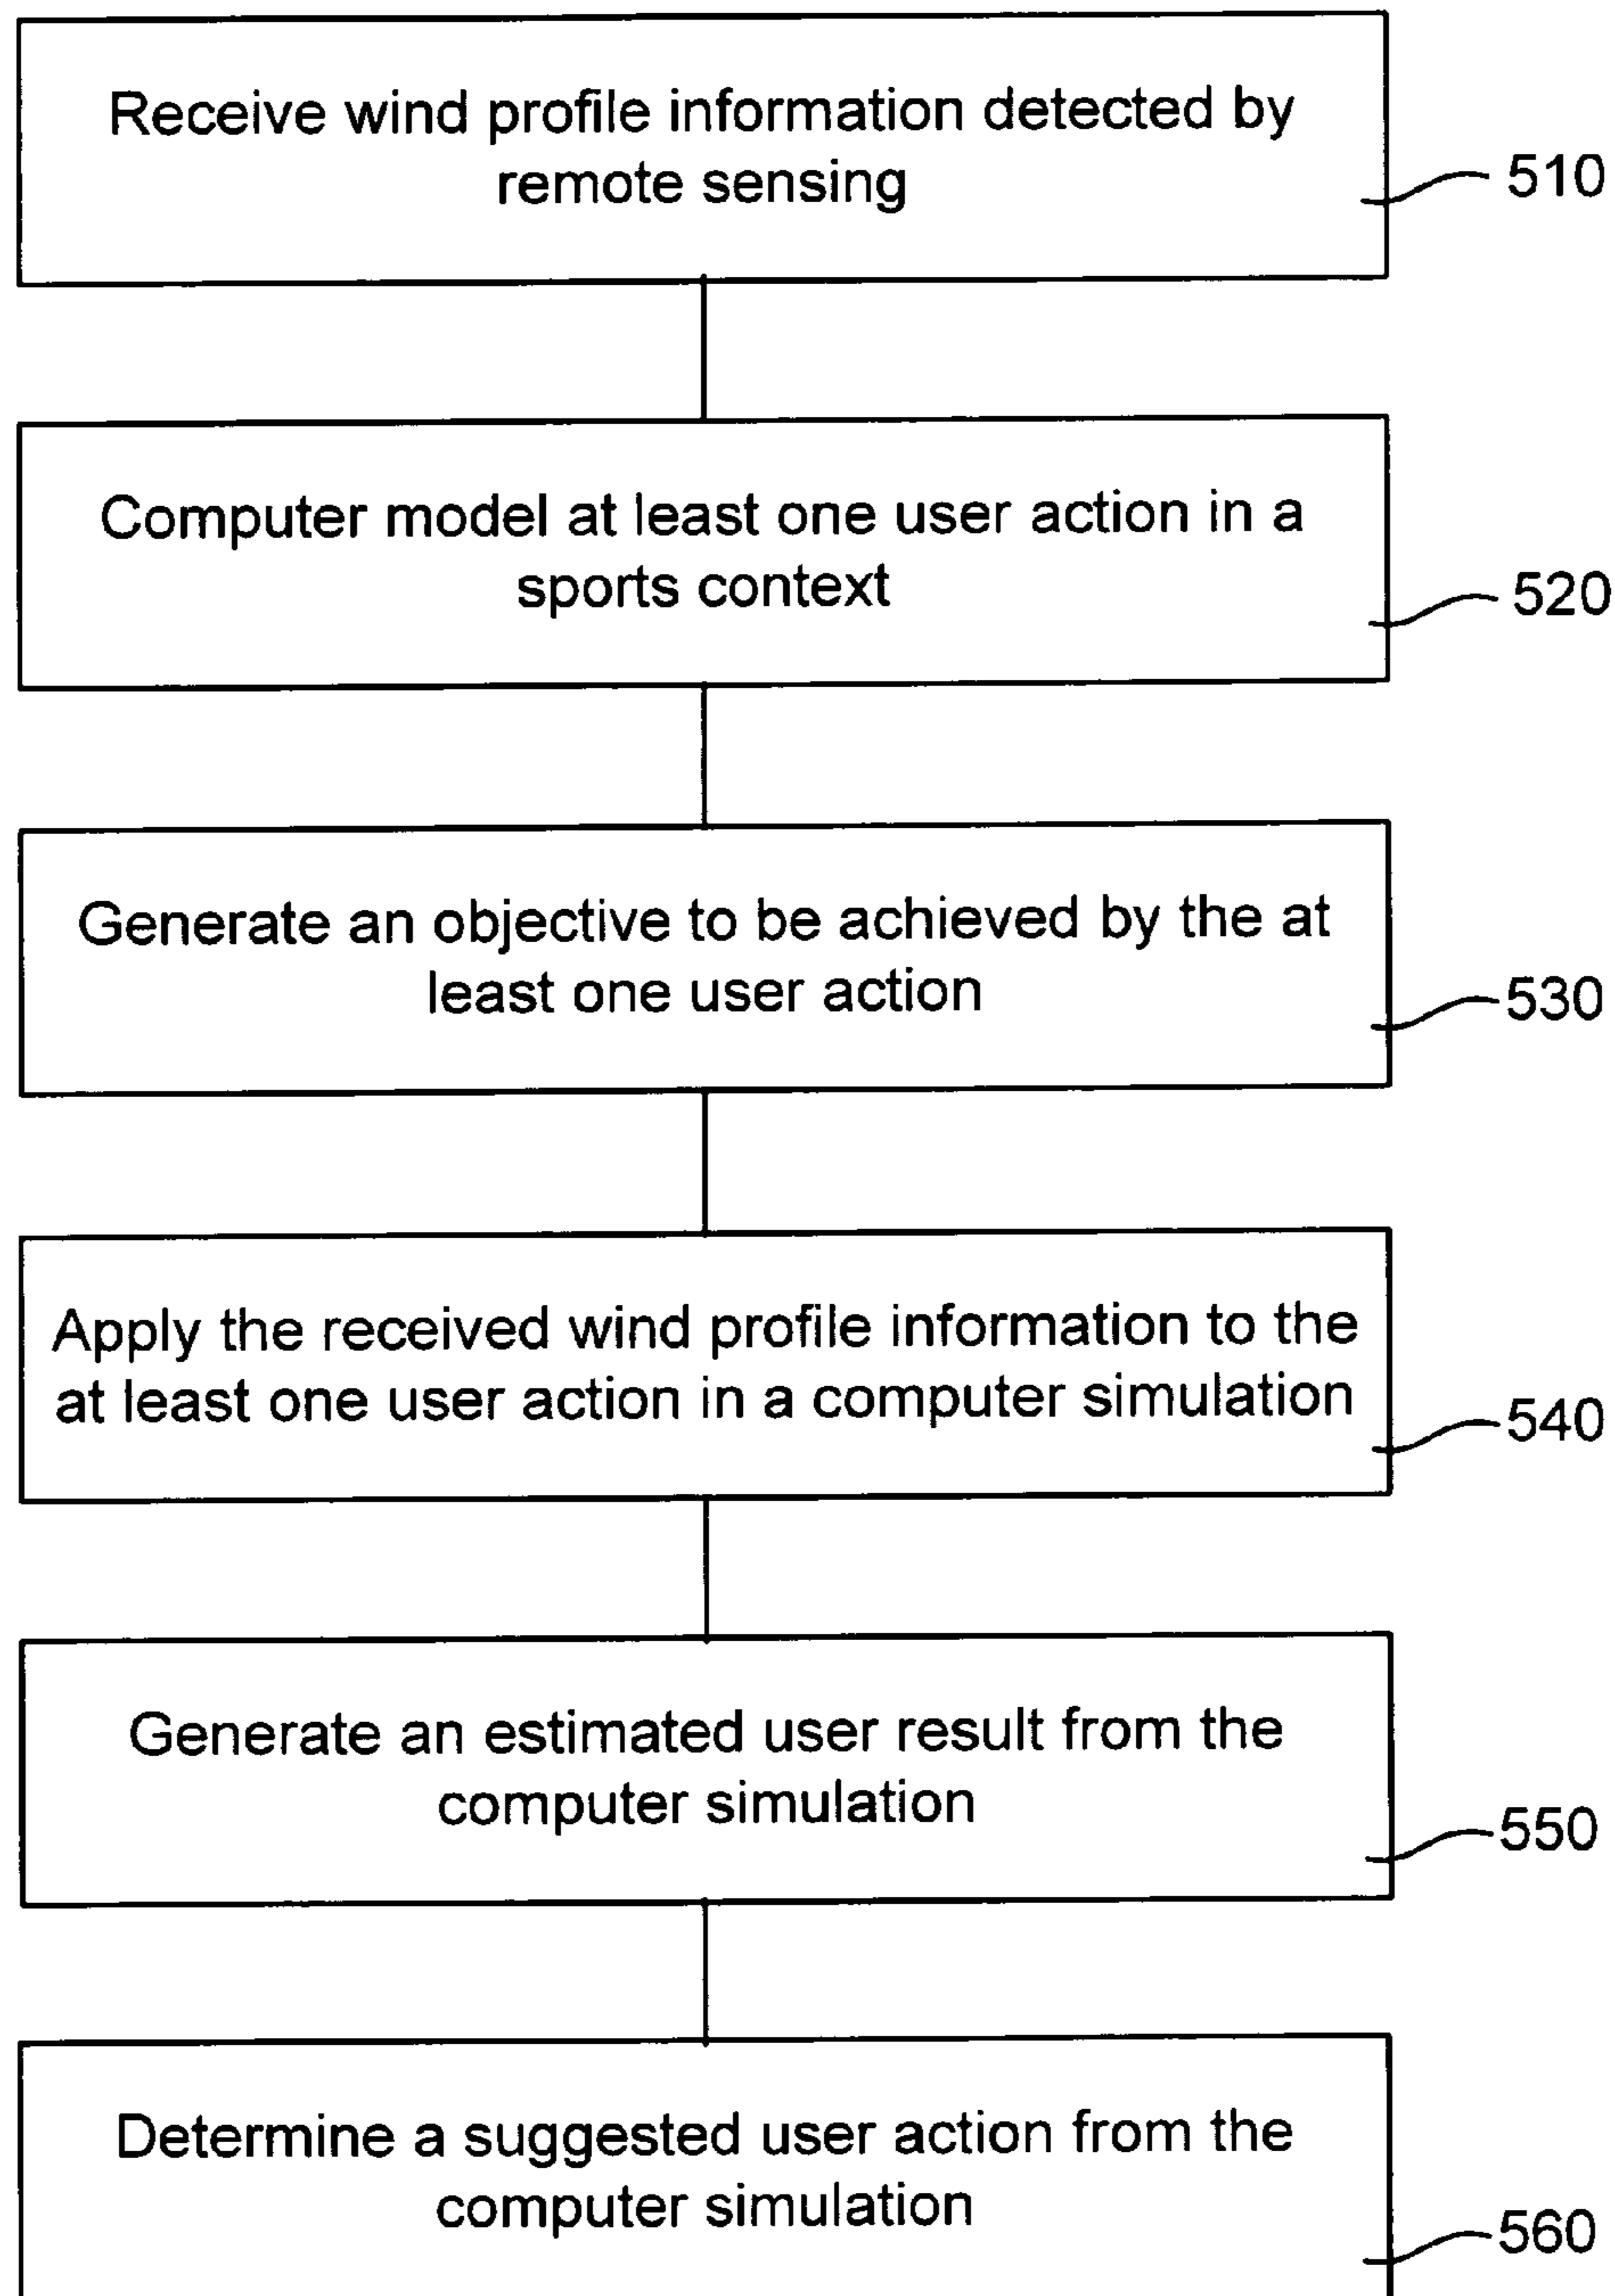 Receive wind profile information detected by
remote sensing
510
Computer model at least one user action in a
sports context
520
Generate an objective to be achieved by the at
least one user action
530
Apply the received wind profile information to the
at least one user action in a computer simulation
540
Generate an estimated user result from the
computer simulation
550
Determine a suggested user action from the
computer simulation
560